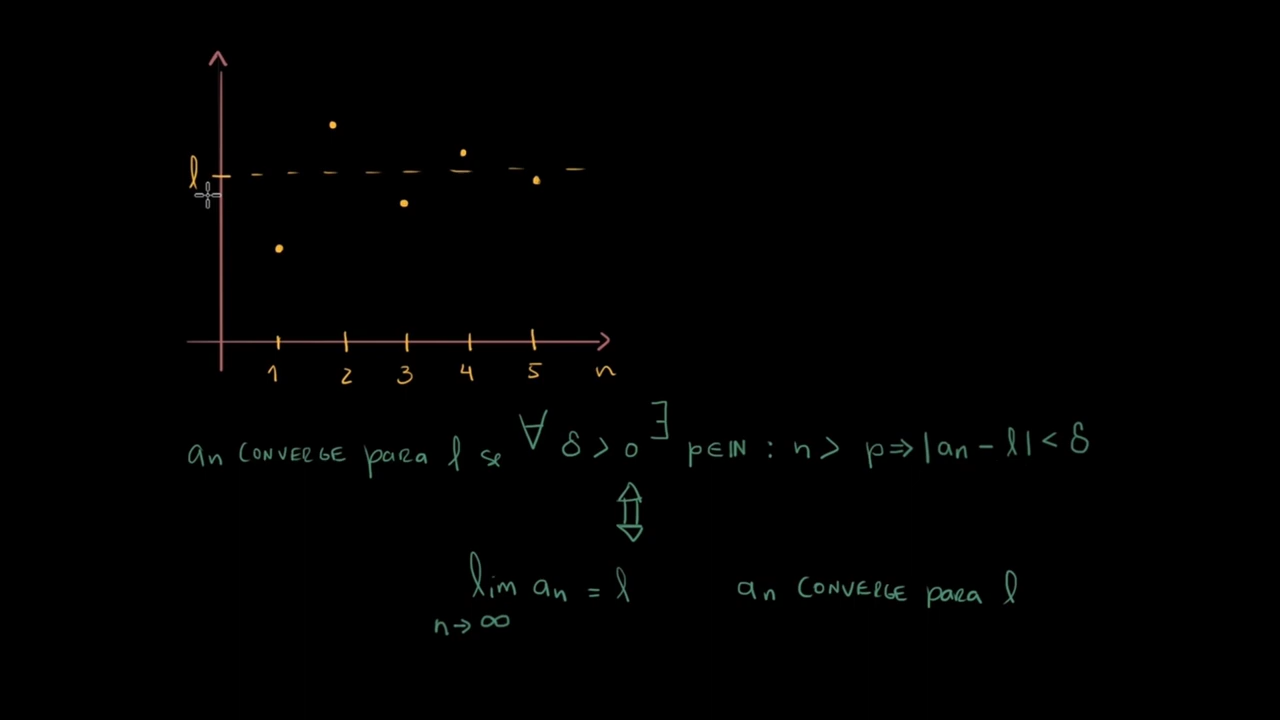 l
1 2 3 4 5 n
an CONVERGE para l se ∀ δ > 0 ∃ p ∈ ℕ : n > p ⇒ |an - l| < δ
⇕
lim an = l an CONVERGE para l
n → ∞